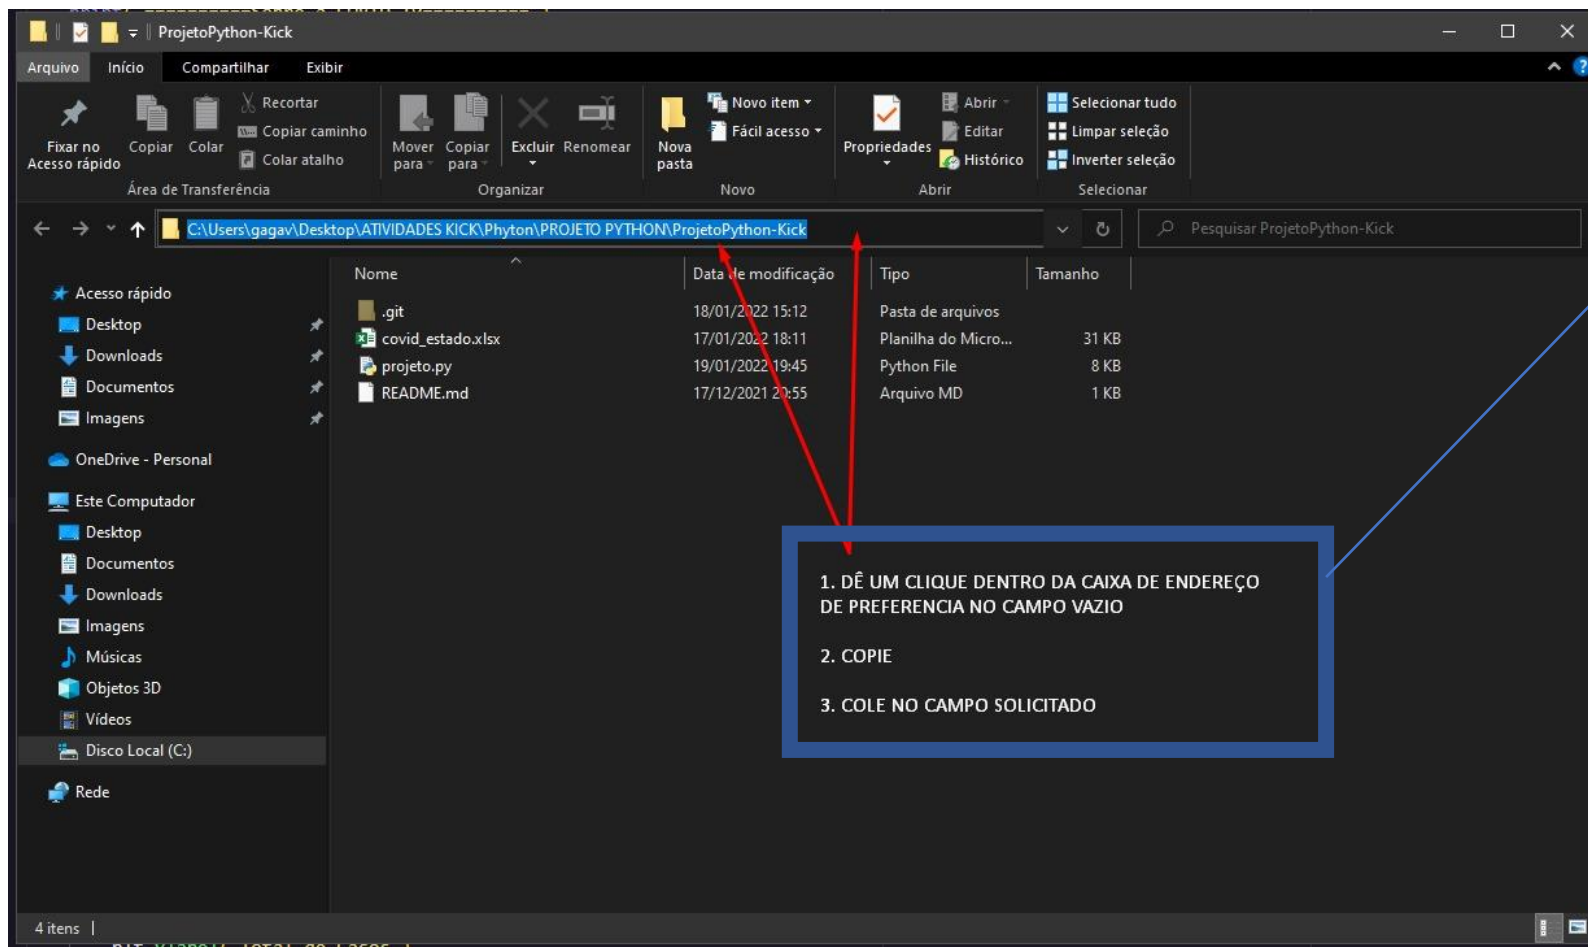 ProjetoPython-Kick
Arquivo Início Compartilhar Exibir
Fixar no
Acesso rápido
Copiar
Colar
Recortar
Copiar caminho
Colar atalho
Área de Transferência
Mover
para
Copiar
para
Excluir
Renomear
Organizar
Nova
pasta
Novo item
Fácil acesso
Novo
Propriedades
Abrir
Editar
Histórico
Abrir
Selecionar tudo
Limpar seleção
Inverter seleção
Selecionar
C:\Users\gagav\Desktop\ATIVIDADES KICK\Phyton\PROJETO PYTHON\ProjetoPython-Kick
Pesquisar ProjetoPython-Kick
Acesso rápido
Desktop
Downloads
Documentos
Imagens
OneDrive - Personal
Este Computador
Desktop
Documentos
Downloads
Imagens
Músicas
Objetos 3D
Vídeos
Disco Local (C:)
Rede
Nome Data de modificação Tipo Tamanho
.git 18/01/2022 15:12 Pasta de arquivos
covid_estado.xlsx 17/01/2022 18:11 Planilha do Micro... 31 KB
projeto.py 19/01/2022 19:45 Python File 8 KB
README.md 17/12/2021 20:55 Arquivo MD 1 KB
1. DÊ UM CLIQUE DENTRO DA CAIXA DE ENDEREÇO
DE PREFERENCIA NO CAMPO VAZIO
2. COPIE
3. COLE NO CAMPO SOLICITADO
4 itens